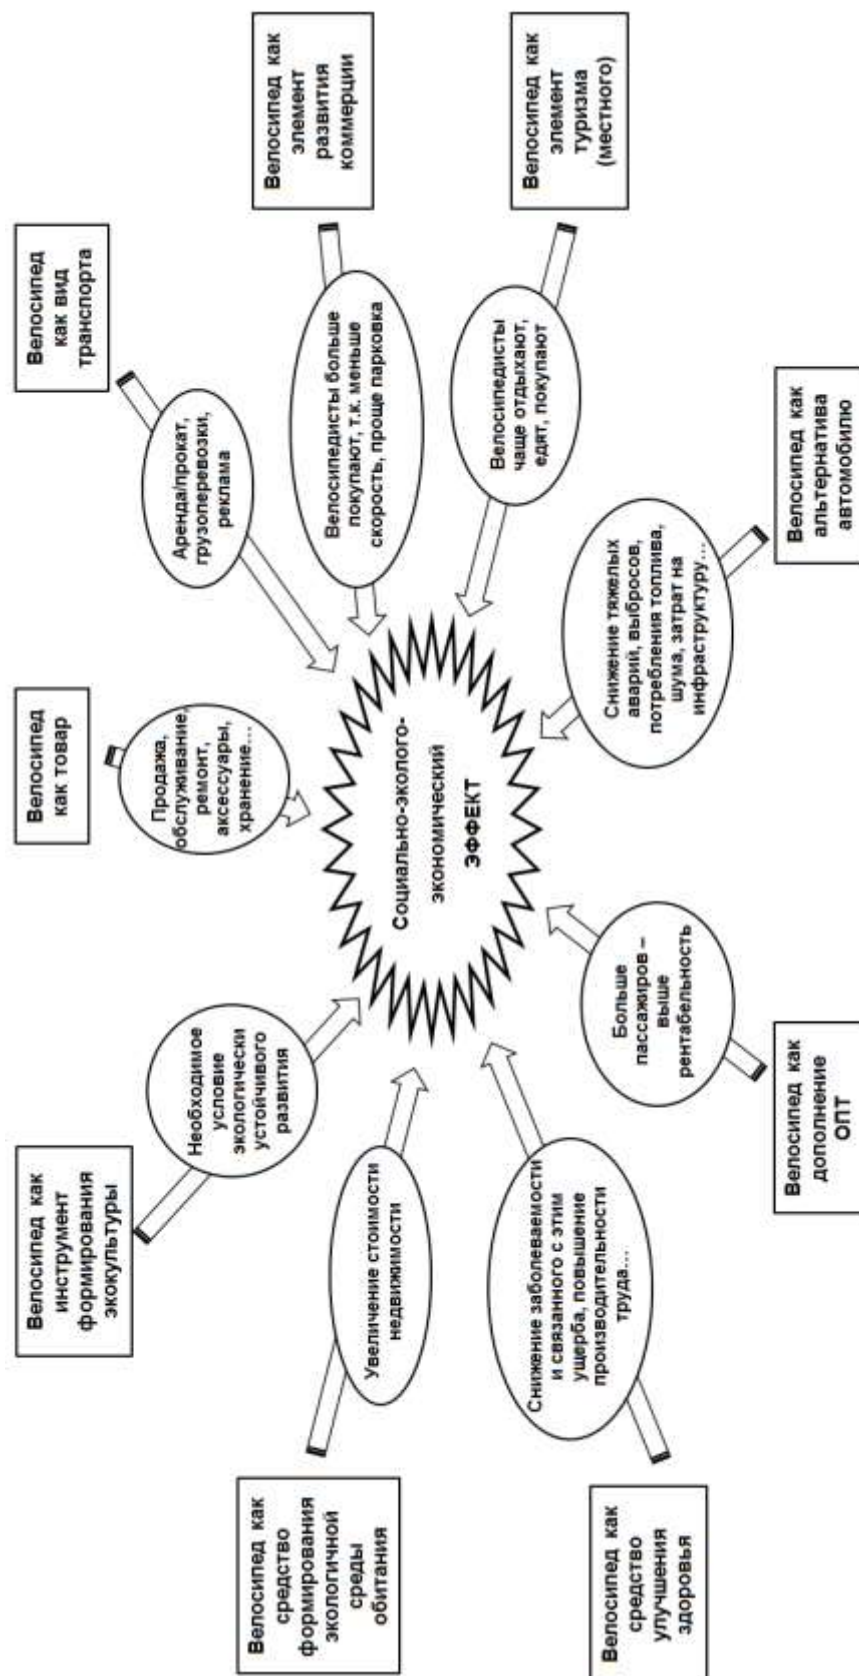 Велосипед как
инструмент
формирования
экокультуры
Велосипед
как товар
Велосипед
как вид
транспорта
Необходимое
условие
экологически
устойчивого
развития
Продажа,
обслуживание,
ремонт,
аксессуары,
хранение...
Аренда/прокат,
грузоперевозки,
реклама
Велосипед как
средство
формирования
экологичной
среды
обитания
Увеличение стоимости
недвижимости
Социально-эколого-
экономический
ЭФФЕКТ
Велосипедисты больше
покупают, т.к. меньше
скорость, проще парковка
Велосипед как
элемент
развития
коммерции
Велосипедисты
чаще отдыхают,
едят, покупают
Велосипед как
элемент
туризма
(местного)
Снижение заболеваемости
и связанного с этим
ущерба, повышение
производительности
труда...
Больше
пассажиров –
выше
рентабельность
Снижение тяжелых
аварий, выбросов,
потребления топлива,
шума, затрат на
инфраструктуру...
Велосипед как
средство
улучшения
здоровья
Велосипед как
дополнение
ОПТ
Велосипед как
альтернатива
автомобилю